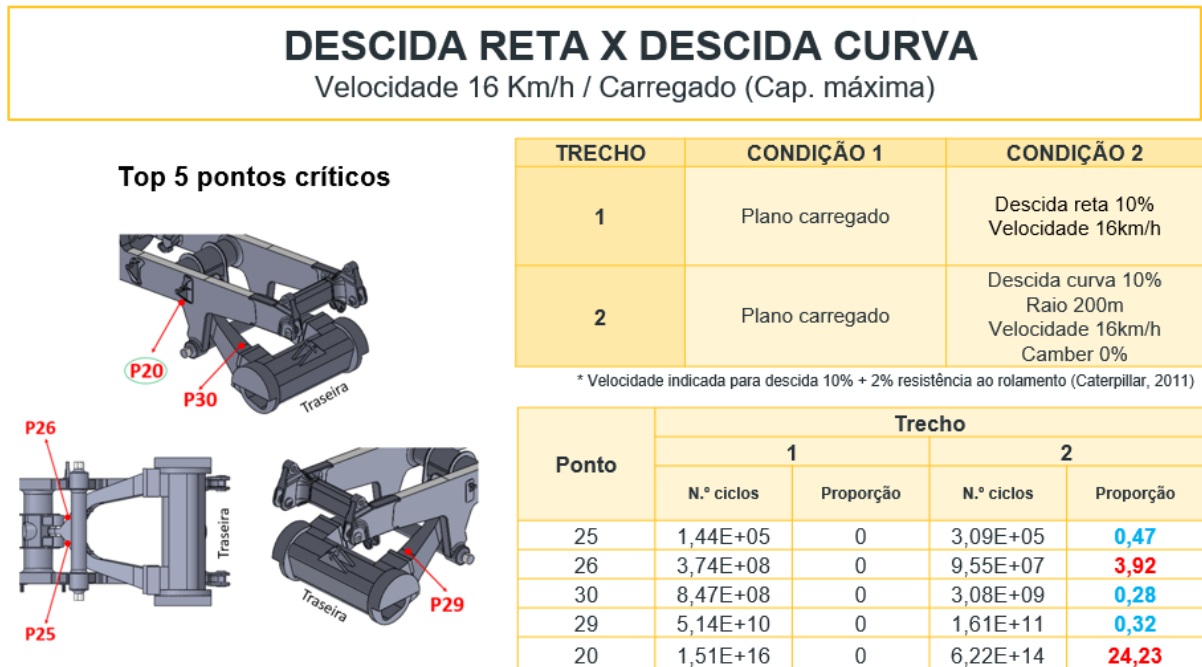 DESCIDA RETA X DESCIDA CURVA
Velocidade 16 Km/h / Carregado (Cap. máxima)
Top 5 pontos críticos
P20
P30
Traseira
P26
P25
Traseira
P29
Traseira
TRECHO CONDIÇÃO 1 CONDIÇÃO 2
1 Plano carregado Descida reta 10%
Velocidade 16km/h
2 Plano carregado Descida curva 10%
Raio 200m
Velocidade 16km/h
Camber 0%
* Velocidade indicada para descida 10% + 2% resistência ao rolamento (Caterpillar, 2011)
Ponto Trecho
1 2
N.º ciclos Proporção N.º ciclos Proporção
25 1,44E+05 0 3,09E+05 0,47
26 3,74E+08 0 9,55E+07 3,92
30 8,47E+08 0 3,08E+09 0,28
29 5,14E+10 0 1,61E+11 0,32
20 1,51E+16 0 6,22E+14 24,23